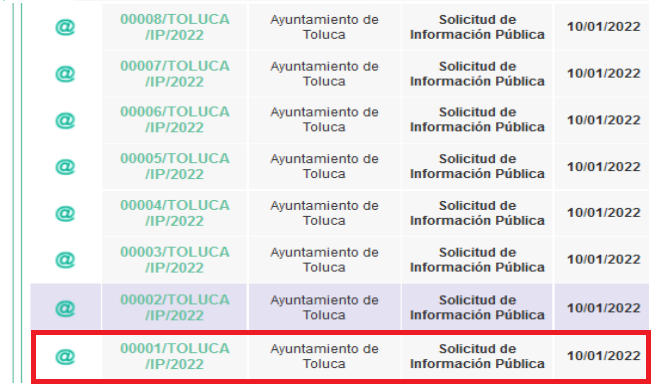 @ 00008/TOLUCA Ayuntamiento de Solicitud de 10/01/2022
/IP/2022 Toluca Información Pública
@ 00007/TOLUCA Ayuntamiento de Solicitud de 10/01/2022
/IP/2022 Toluca Información Pública
@ 00006/TOLUCA Ayuntamiento de Solicitud de 10/01/2022
/IP/2022 Toluca Información Pública
@ 00005/TOLUCA Ayuntamiento de Solicitud de 10/01/2022
/IP/2022 Toluca Información Pública
@ 00004/TOLUCA Ayuntamiento de Solicitud de 10/01/2022
/IP/2022 Toluca Información Pública
@ 00003/TOLUCA Ayuntamiento de Solicitud de 10/01/2022
/IP/2022 Toluca Información Pública
@ 00002/TOLUCA Ayuntamiento de Solicitud de 10/01/2022
/IP/2022 Toluca Información Pública
@ 00001/TOLUCA Ayuntamiento de Solicitud de 10/01/2022
/IP/2022 Toluca Información Pública